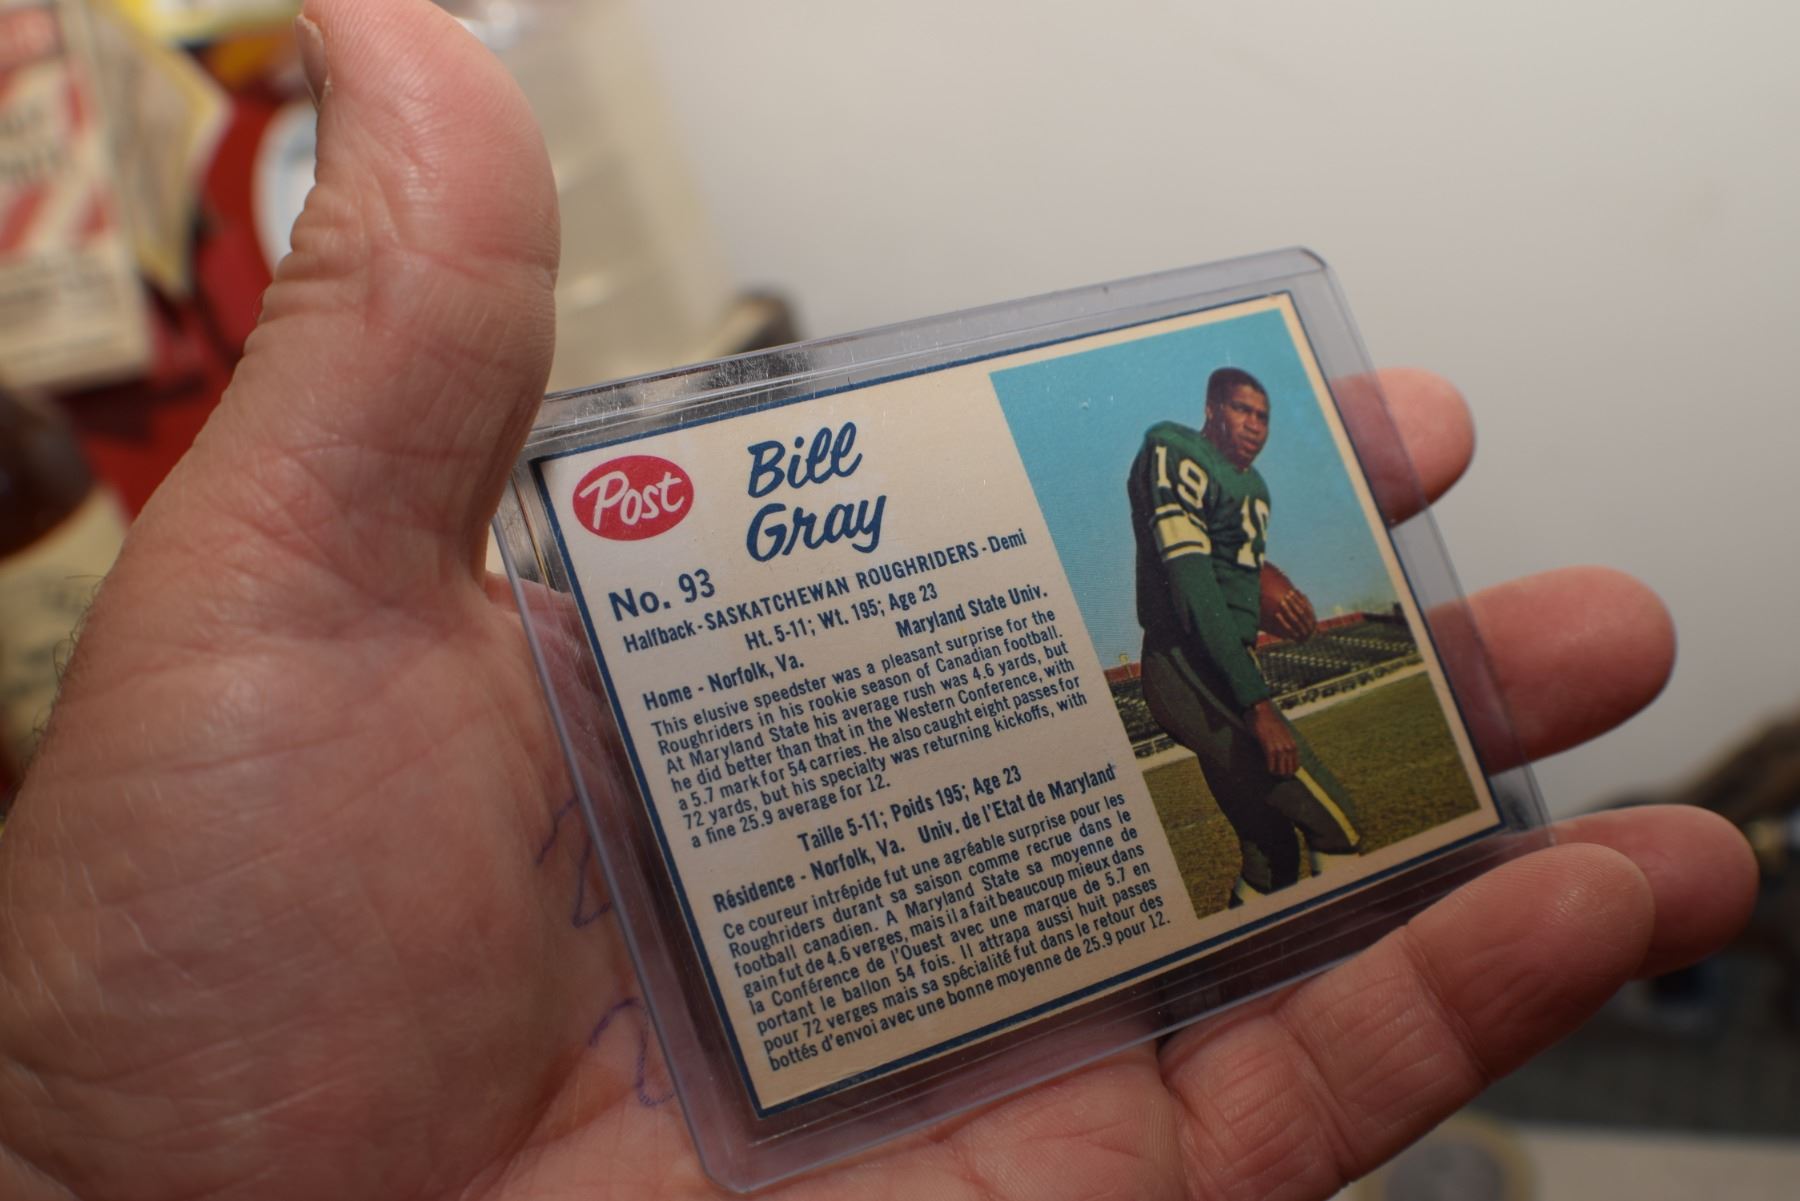 Post
Bill
Gray
No. 93
Halfback - SASKATCHEWAN ROUGHRIDERS - Demi
Ht. 5-11; Wt. 195; Age 23
Home - Norfolk, Va. Maryland State Univ.
This elusive speedster was a pleasant surprise for the
Roughriders in his rookie season of Canadian football.
At Maryland State his average rush was 4.6 yards, but
he did better than that in the Western Conference, with
a 5.7 mark for 54 carries. He also caught eight passes for
72 yards, but his specialty was returning kickoffs, with
a fine 25.9 average for 12.
Taille 5-11; Poids 195; Age 23
Résidence - Norfolk, Va. Univ. de l'Etat de Maryland
Ce coureur intrépide fut une agréable surprise pour les
Roughriders durant sa saison comme recrue dans le
football canadien. A Maryland State sa moyenne de
gain fut de 4.6 verges, mais il a fait beaucoup mieux dans
la Conférence de l'Ouest avec une marque de 5.7 en
portant le ballon 54 fois. Il attrapa aussi huit passes
pour 72 verges mais sa spécialité fut dans le retour des
bottés d'envoi avec une bonne moyenne de 25.9 pour 12.
19
19